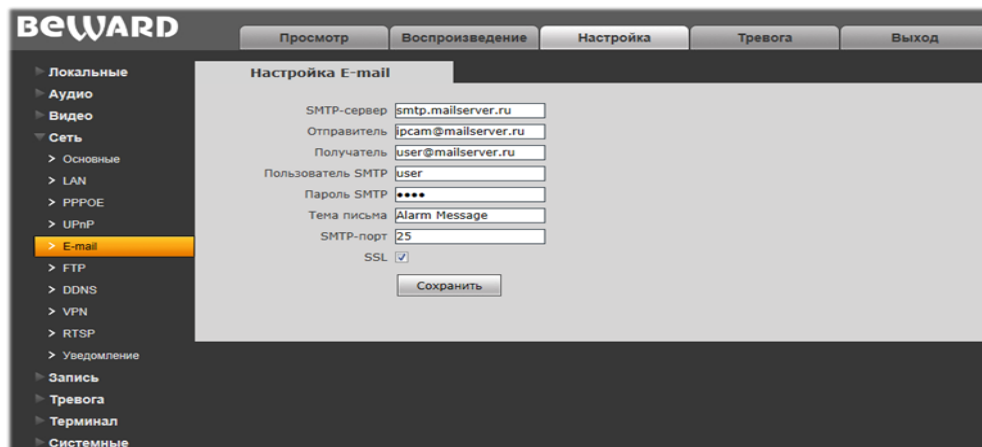 BEWARD
Просмотр Воспроизведение Настройка Тревога Выход
Локальные
Аудио
Видео
Сеть
> Основные
> LAN
> PPPOE
> UPnP
> E-mail
> FTP
> DDNS
> VPN
> RTSP
> Уведомление
Запись
Тревога
Терминал
Системные
Настройка E-mail
SMTP-сервер smtp.mailserver.ru
Отправитель ipcam@mailserver.ru
Получатель user@mailserver.ru
Пользователь SMTP user
Пароль SMTP ••••
Тема письма Alarm Message
SMTP-порт 25
SSL
Сохранить